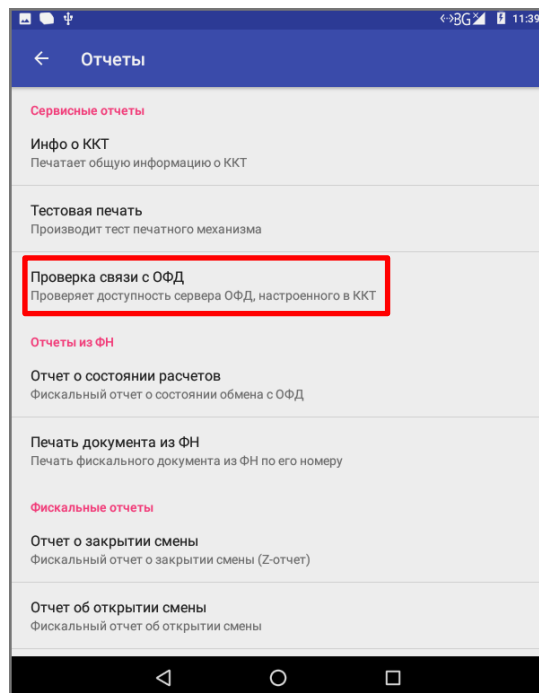 3G 11:39
Отчеты
Сервисные отчеты
Инфо о ККТ
Печатает общую информацию о ККТ
Тестовая печать
Производит тест печатного механизма
Проверка связи с ОФД
Проверяет доступность сервера ОФД, настроенного в ККТ
Отчеты из ФН
Отчет о состоянии расчетов
Фискальный отчет о состоянии обмена с ОФД
Печать документа из ФН
Печать фискального документа из ФН по его номеру
Фискальные отчеты
Отчет о закрытии смены
Фискальный отчет о закрытии смены (Z-отчет)
Отчет об открытии смены
Фискальный отчет об открытии смены